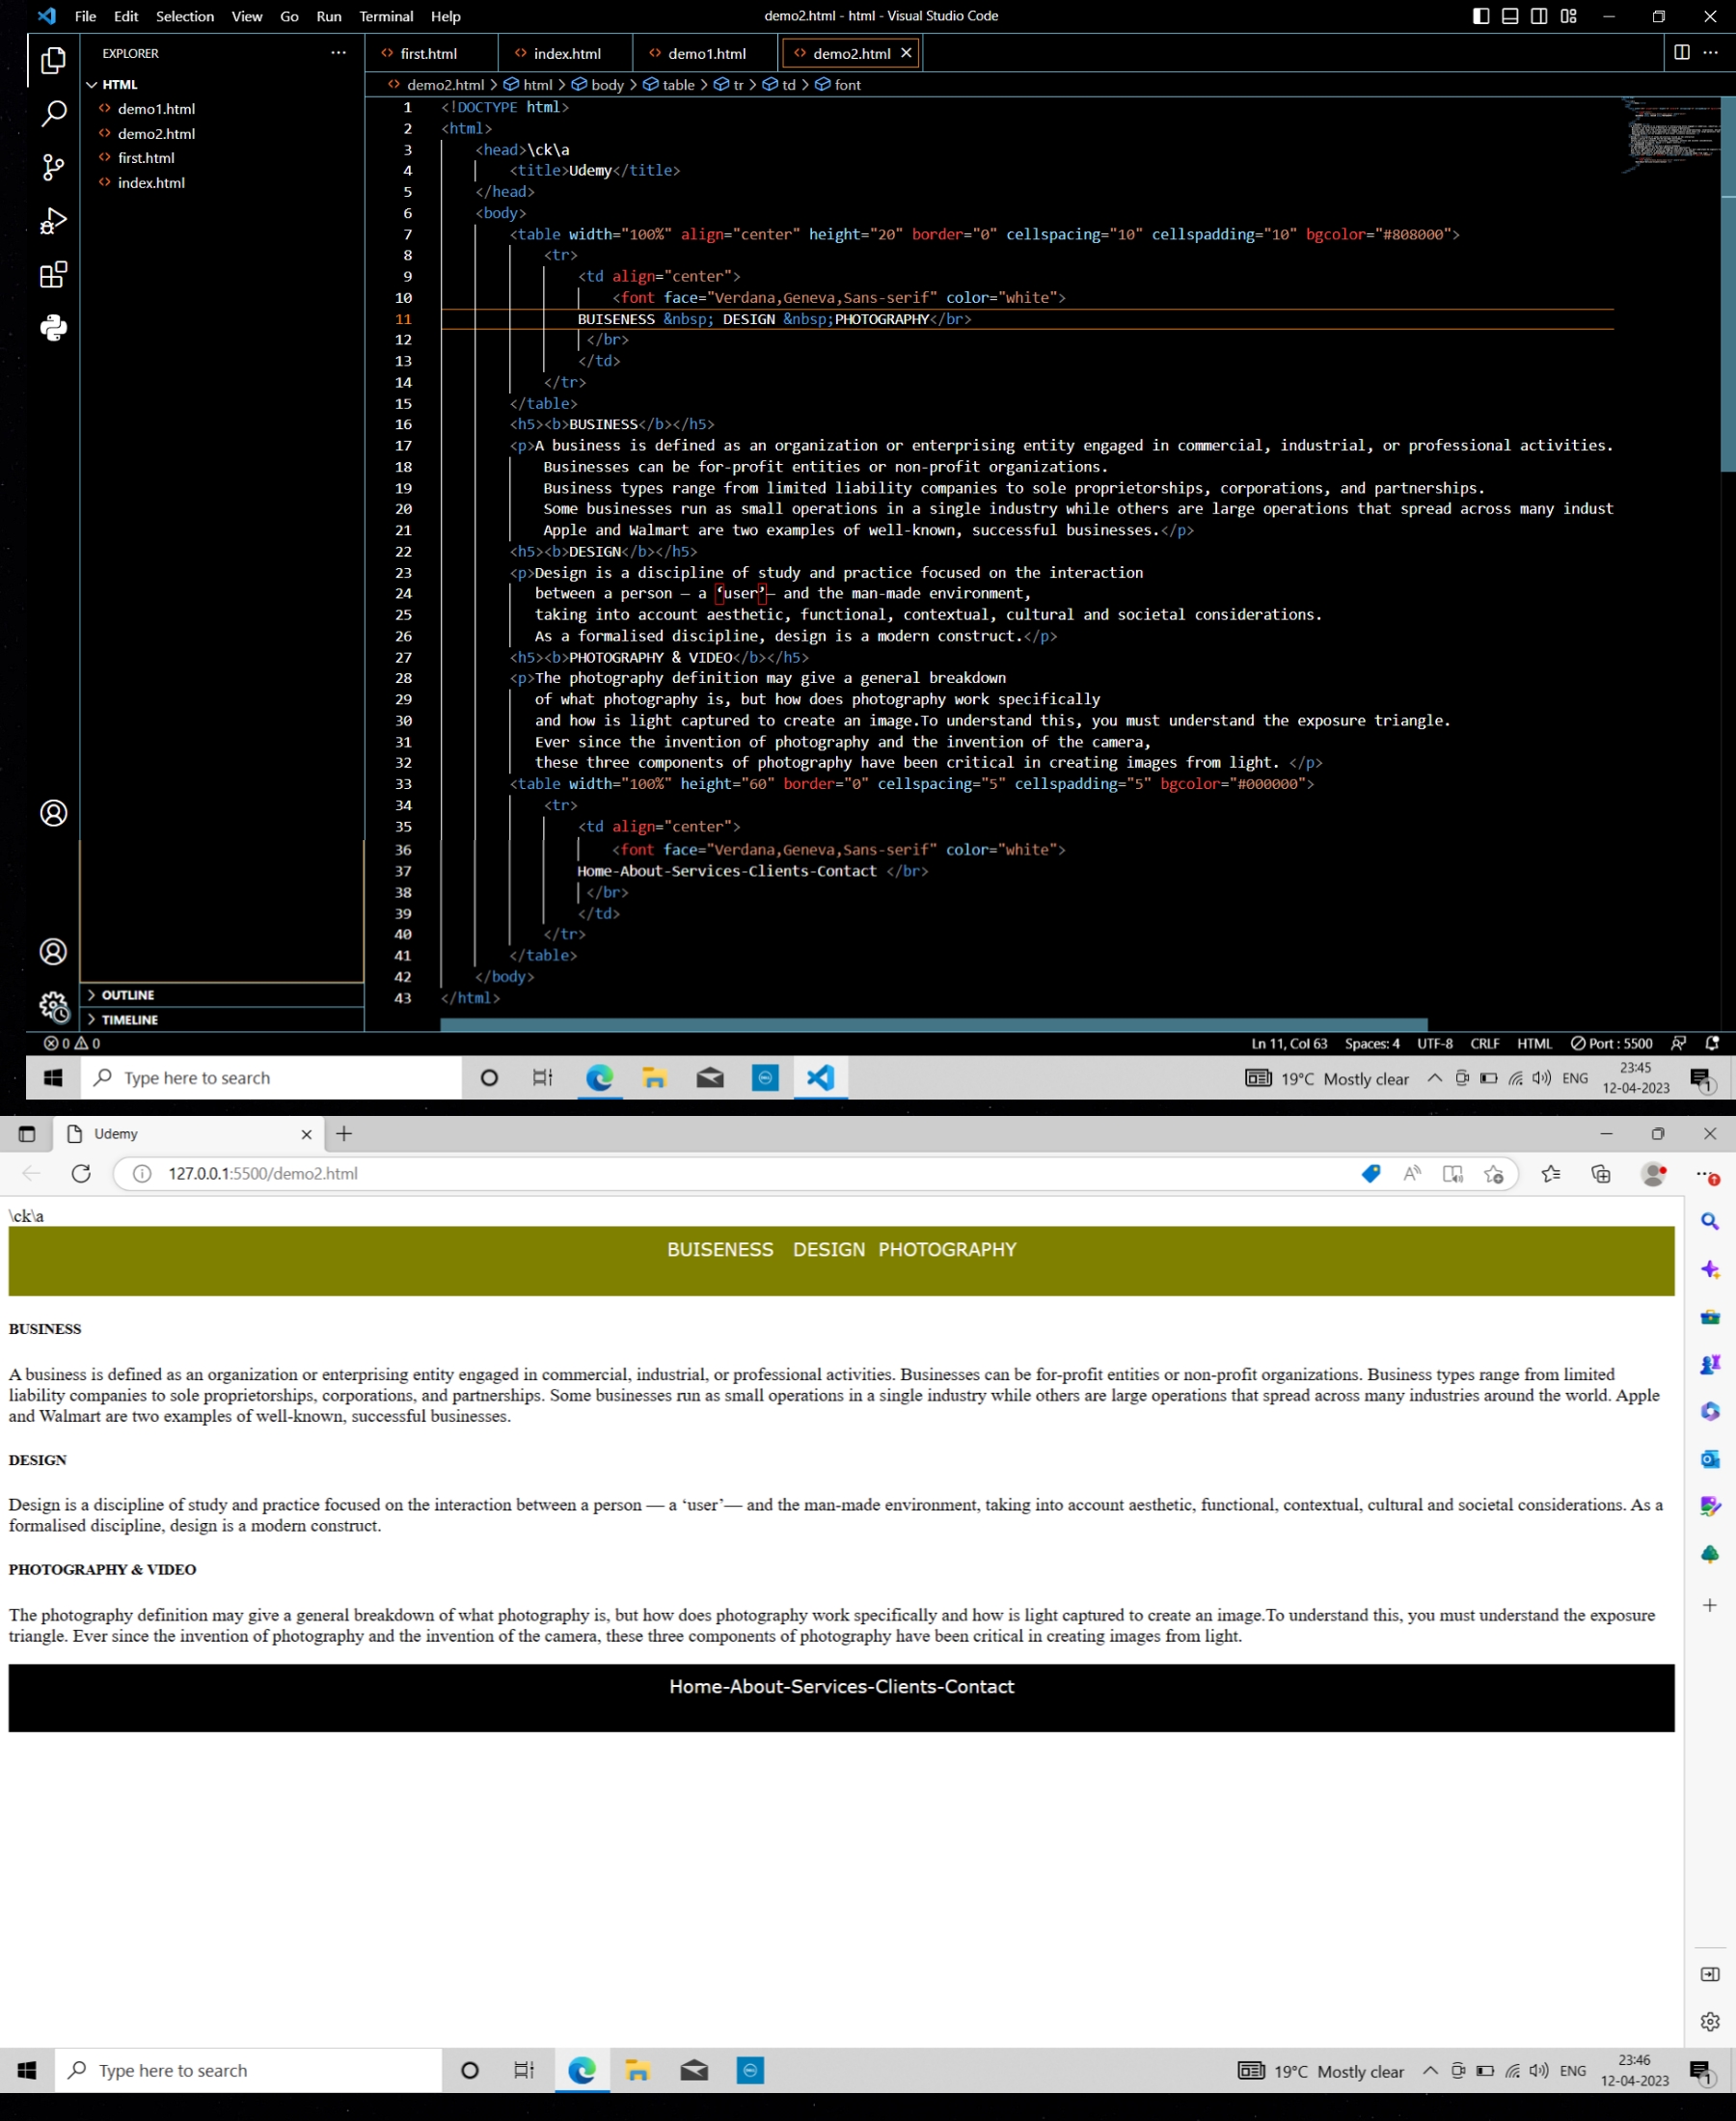 File Edit Selection View Go Run Terminal Help demo2.html - html - Visual Studio Code
EXPLORER ... first.html index.html demo1.html demo2.html
demo2.html > html > body > table > tr > td > font
HTML
demo1.html
demo2.html
first.html
index.html
1 <!DOCTYPE html>
2 <html>
3 <head>\ck\a
4 <title>Udemy</title>
5 </head>
6 <body>
7 <table width="100%" align="center" height="20" border="0" cellspacing="10" cellspadding="10" bgcolor="#808000">
8 <tr>
9 <td align="center">
10 <font face="Verdana,Geneva,Sans-serif" color="white">
11 BUISENESS &nbsp; DESIGN &nbsp;PHOTOGRAPHY</br>
12 </br>
13 </td>
14 </tr>
15 </table>
16 <h5><b>BUSINESS</b></h5>
17 <p>A business is defined as an organization or enterprising entity engaged in commercial, industrial, or professional activities.
18 Businesses can be for-profit entities or non-profit organizations.
19 Business types range from limited liability companies to sole proprietorships, corporations, and partnerships.
20 Some businesses run as small operations in a single industry while others are large operations that spread across many indust
21 Apple and Walmart are two examples of well-known, successful businesses.</p>
22 <h5><b>DESIGN</b></h5>
23 <p>Design is a discipline of study and practice focused on the interaction
24 between a person — a ‘user’— and the man-made environment,
25 taking into account aesthetic, functional, contextual, cultural and societal considerations.
26 As a formalised discipline, design is a modern construct.</p>
27 <h5><b>PHOTOGRAPHY & VIDEO</b></h5>
28 <p>The photography definition may give a general breakdown
29 of what photography is, but how does photography work specifically
30 and how is light captured to create an image.To understand this, you must understand the exposure triangle.
31 Ever since the invention of photography and the invention of the camera,
32 these three components of photography have been critical in creating images from light. </p>
33 <table width="100%" height="60" border="0" cellspacing="5" cellspadding="5" bgcolor="#000000">
34 <tr>
35 <td align="center">
36 <font face="Verdana,Geneva,Sans-serif" color="white">
37 Home-About-Services-Clients-Contact </br>
38 </br>
39 </td>
40 </tr>
41 </table>
42 </body>
43 </html>
OUTLINE
TIMELINE
0 0 Ln 11, Col 63 Spaces: 4 UTF-8 CRLF HTML Port : 5500
Type here to search 19°C Mostly clear ENG 23:45 12-04-2023 1
Udemy
127.0.0.1:5500/demo2.html
\ck\a
BUISENESS DESIGN PHOTOGRAPHY
BUSINESS
A business is defined as an organization or enterprising entity engaged in commercial, industrial, or professional activities. Businesses can be for-profit entities or non-profit organizations. Business types range from limited
liability companies to sole proprietorships, corporations, and partnerships. Some businesses run as small operations in a single industry while others are large operations that spread across many industries around the world. Apple
and Walmart are two examples of well-known, successful businesses.
DESIGN
Design is a discipline of study and practice focused on the interaction between a person — a ‘user’— and the man-made environment, taking into account aesthetic, functional, contextual, cultural and societal considerations. As a
formalised discipline, design is a modern construct.
PHOTOGRAPHY & VIDEO
The photography definition may give a general breakdown of what photography is, but how does photography work specifically and how is light captured to create an image.To understand this, you must understand the exposure
triangle. Ever since the invention of photography and the invention of the camera, these three components of photography have been critical in creating images from light.
Home-About-Services-Clients-Contact
Type here to search 19°C Mostly clear ENG 23:46 12-04-2023 1